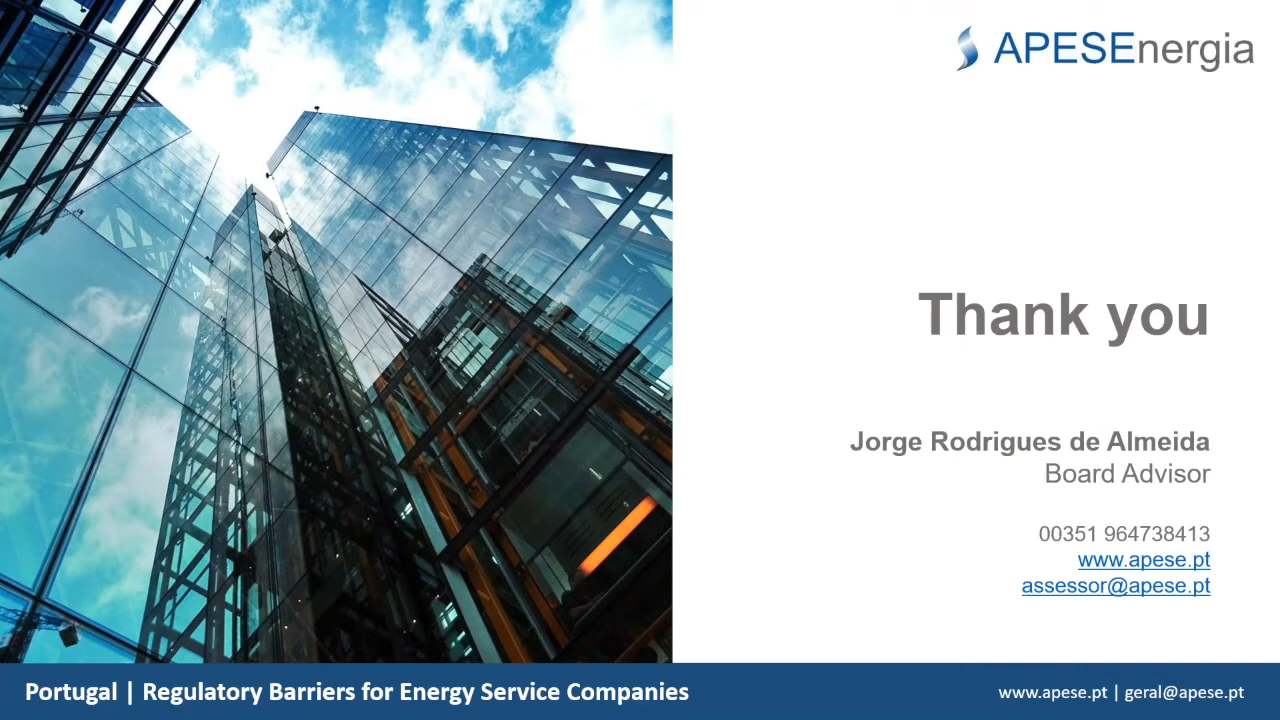 APESEnergia
Thank you
Jorge Rodrigues de Almeida
Board Advisor
00351 964738413
www.apese.pt
assessor@apese.pt
Portugal | Regulatory Barriers for Energy Service Companies
www.apese.pt | geral@apese.pt